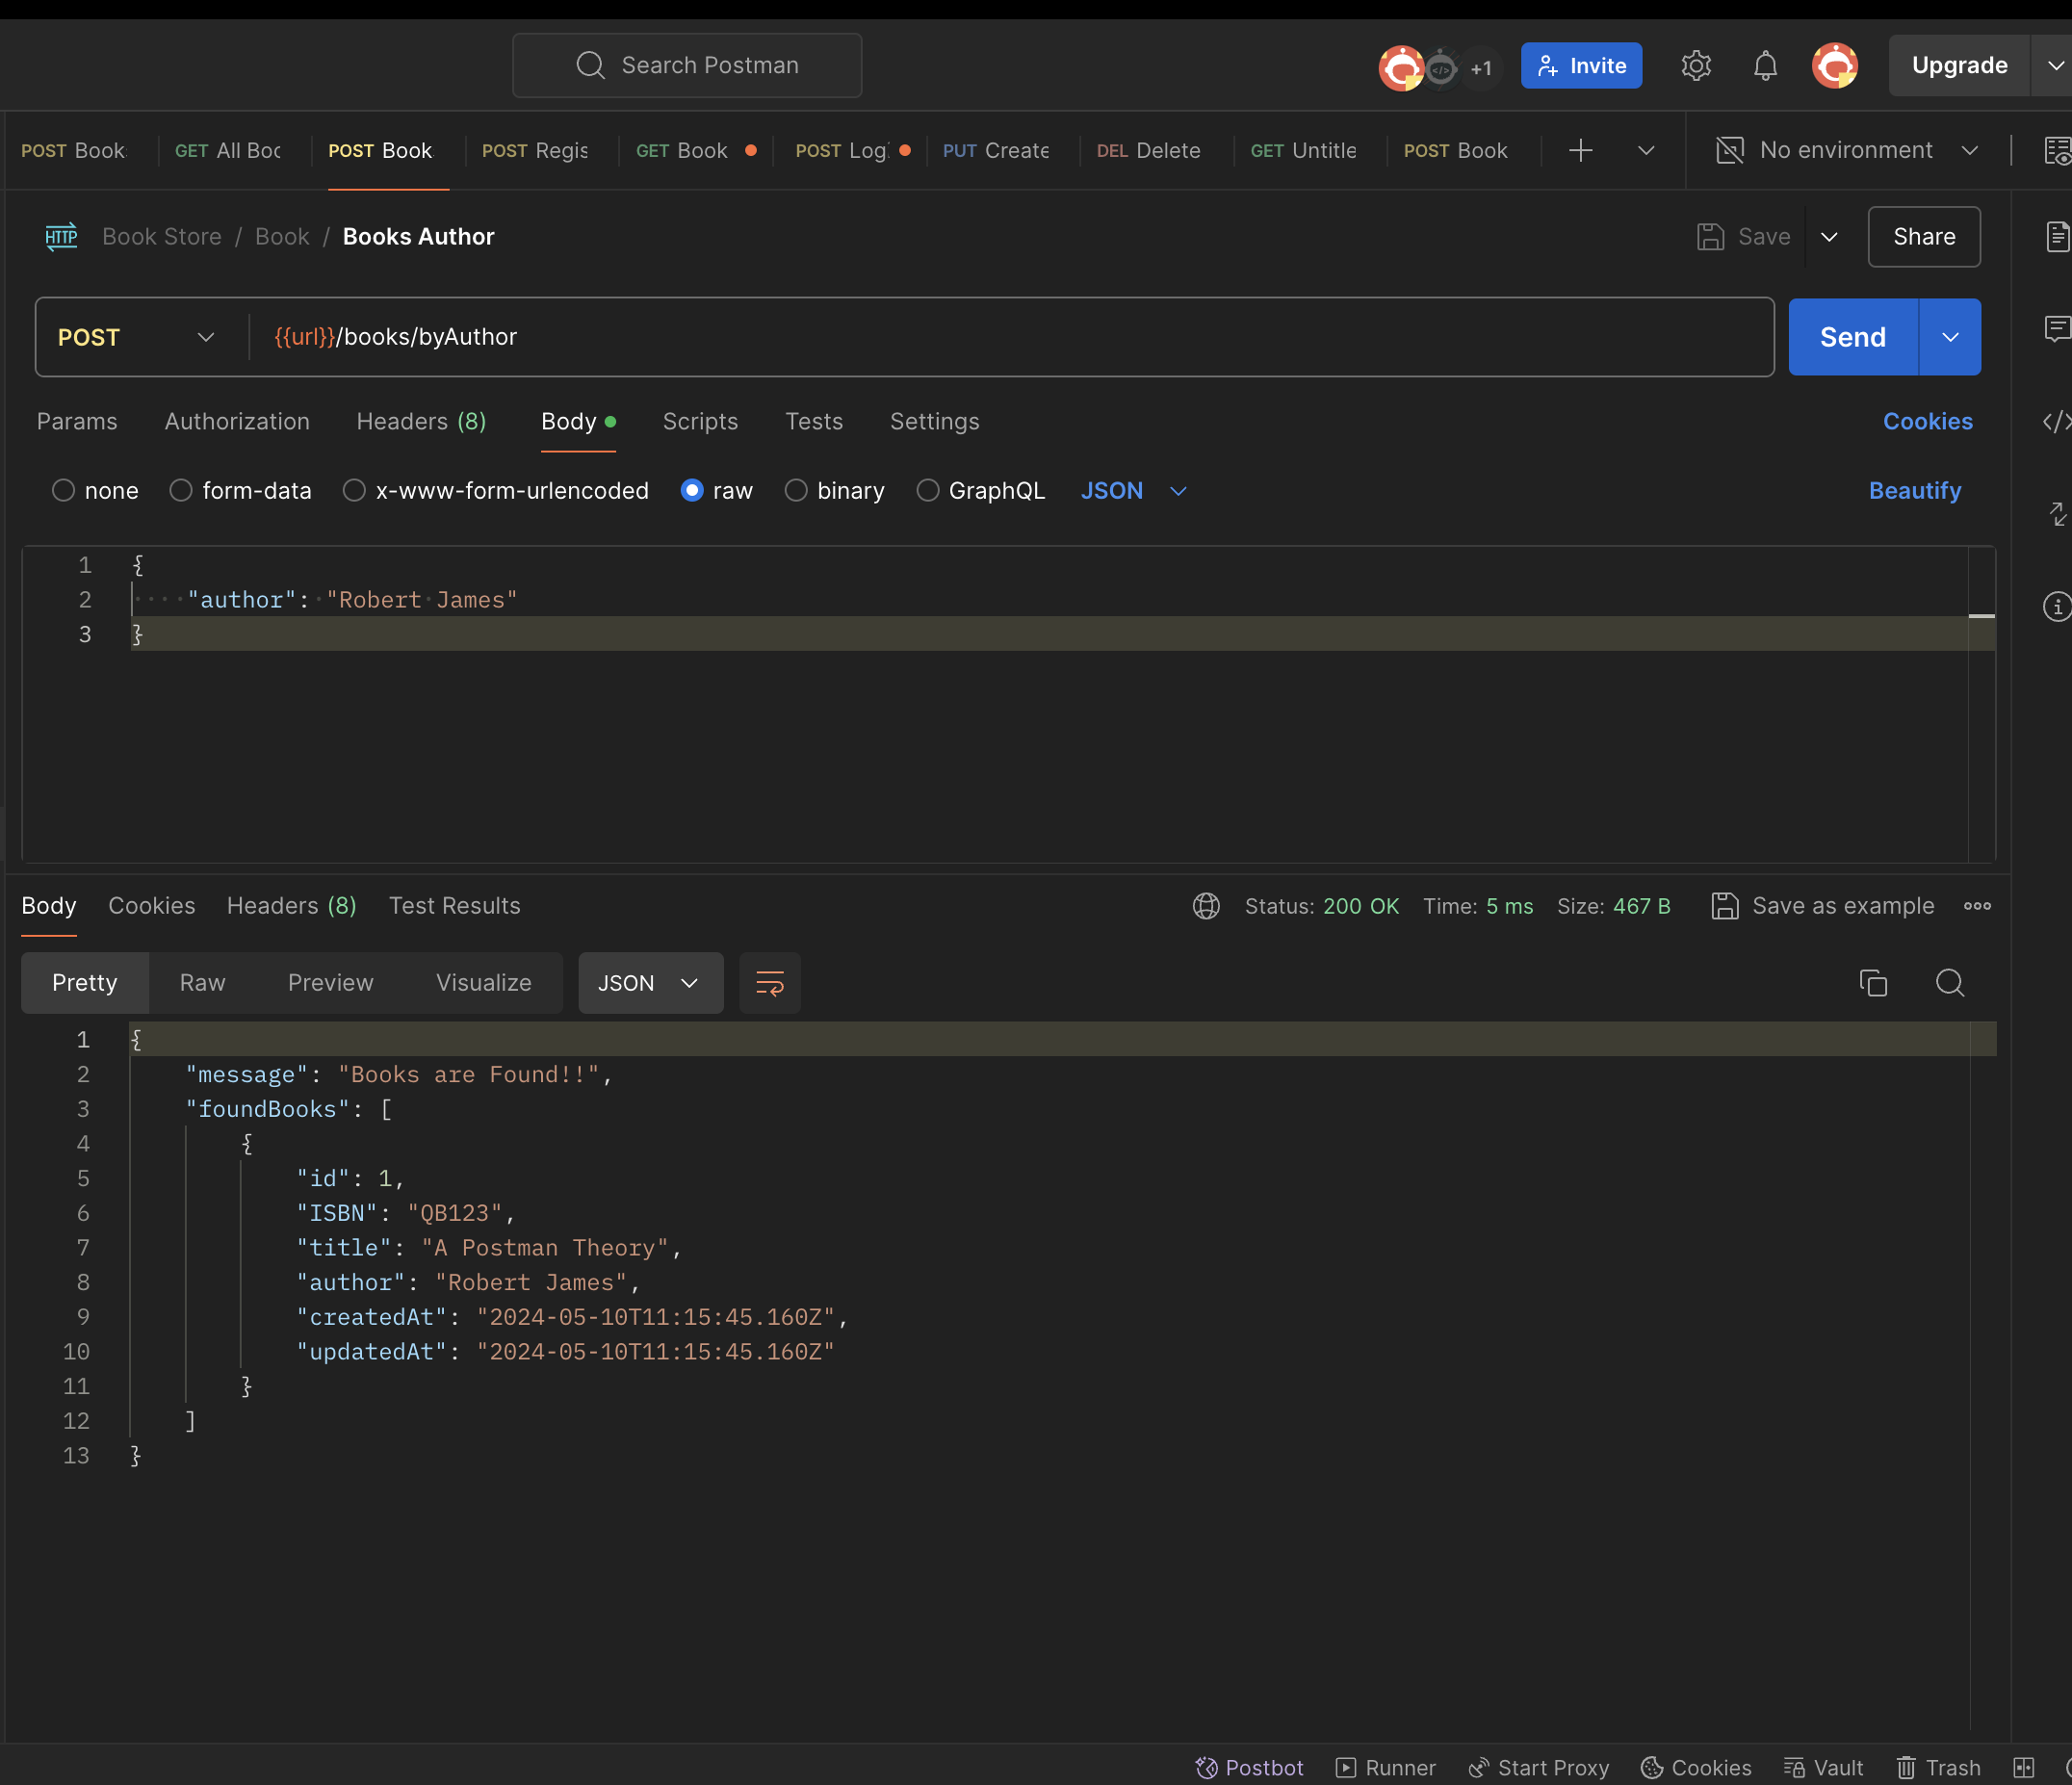 Search Postman
+1
Invite
Upgrade
POST Book
GET All Boo
POST Book
POST Regis
GET Book
POST Log
PUT Create
DEL Delete
GET Untitle
POST Book
No environment
HTTP Book Store / Book / Books Author
Save
Share
POST
{{url}}/books/byAuthor
Send
Params Authorization Headers (8) Body Scripts Tests Settings Cookies
none form-data x-www-form-urlencoded raw binary GraphQL JSON Beautify
1 {
2 "author": "Robert James"
3 }
Body Cookies Headers (8) Test Results Status: 200 OK Time: 5 ms Size: 467 B Save as example
Pretty Raw Preview Visualize JSON
1 {
2 "message": "Books are Found!!",
3 "foundBooks": [
4 {
5 "id": 1,
6 "ISBN": "QB123",
7 "title": "A Postman Theory",
8 "author": "Robert James",
9 "createdAt": "2024-05-10T11:15:45.160Z",
10 "updatedAt": "2024-05-10T11:15:45.160Z"
11 }
12 ]
13 }
Postbot Runner Start Proxy Cookies Vault Trash